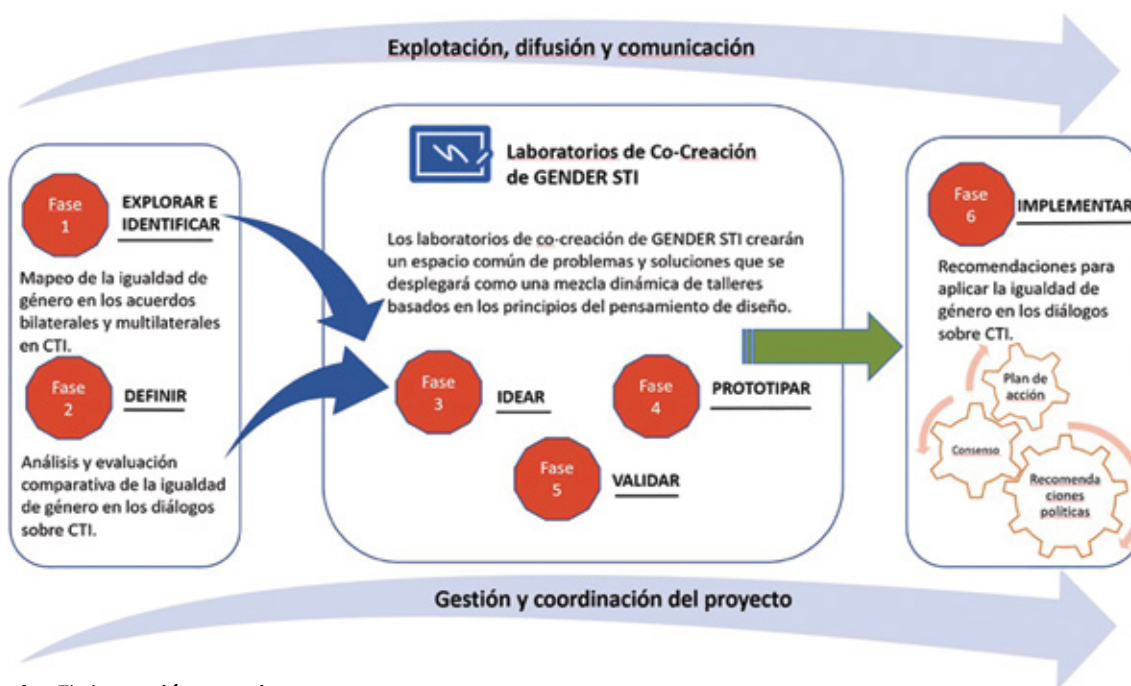 Explotación, difusión y comunicación
Fase
1
EXPLORAR E
IDENTIFICAR
Mapeo de la igualdad de
género en los acuerdos
bilaterales y multilaterales
en CTI.
Fase
2
DEFINIR
Análisis y evaluación
comparativa de la igualdad
de género en los diálogos
sobre CTI.
Laboratorios de Co-Creación
de GENDER STI
Los laboratorios de co-creación de GENDER STI crearán
un espacio común de problemas y soluciones que se
desplegará como una mezcla dinámica de talleres
basados en los principios del pensamiento de diseño.
Fase
3
IDEAR
Fase
4
PROTOTIPAR
Fase
5
VALIDAR
Fase
6
IMPLEMENTAR
Recomendaciones para
aplicar la igualdad de
género en los diálogos
sobre CTI.
Plan de
acción
Consenso
Recomenda
ciones
políticas
Gestión y coordinación del proyecto